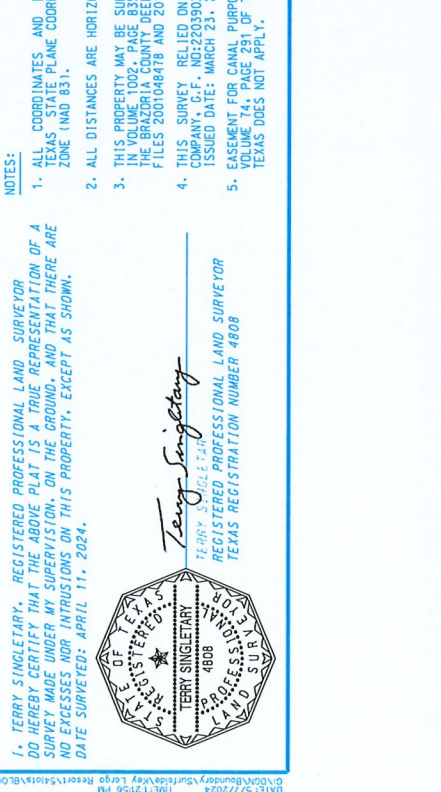 I, TERRY SINGLETARY, REGISTERED PROFESSIONAL LAND SURVEYOR
DO HEREBY CERTIFY THAT THE ABOVE PLAT IS A TRUE REPRESENTATION OF A
SURVEY MADE UNDER MY SUPERVISION, ON THE GROUND, AND THAT THERE ARE
NO EXCESSES NOR INTRUSIONS ON THIS PROPERTY, EXCEPT AS SHOWN.
DATE SURVEYED: APRIL 11, 2024.
STATE OF TEXAS
REGISTERED
TERRY SINGLETARY
4808
PROFESSIONAL
LAND SURVEYOR
Terry Singletary
TERRY SINGLETAR
REGISTERED PROFESSIONAL LAND SURVEYOR
TEXAS REGISTRATION NUMBER 4808
NOTES:
1. ALL COORDINATES AND
TEXAS STATE PLANE COOR
ZONE (NAD 83).
2. ALL DISTANCES ARE HORIZ
3. THIS PROPERTY MAY BE SU
IN VOLUME 1002, PAGE 835
THE BRAZORIA COUNTY DEE
FILES 2001048478 AND 20
4. THIS SURVEY RELIED ON
COMPANY, G.F. NO:220390
ISSUED DATE: MARCH 23,
5. EASEMENT FOR CANAL PURPO
VOLUME 74, PAGE 291 OF T
TEXAS DOES NOT APPLY.
DATE: 5/7/2024 TIME: 1:21:56 PM
G:\DGN\Boundary\Surfside\Key Largo Resort\54lots\BLO